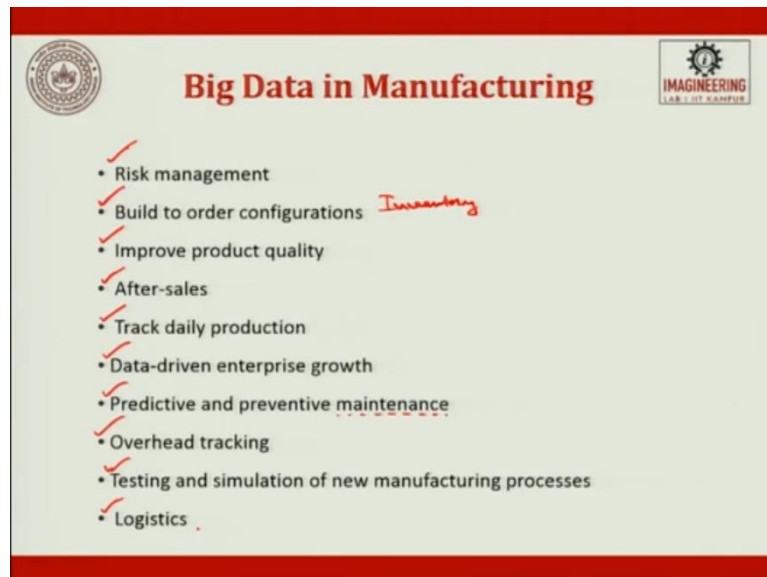 Big Data in Manufacturing
IMAGINEERING
LAB | IIT KANPUR
• Risk management
• Build to order configurations Inventory
• Improve product quality
• After-sales
• Track daily production
• Data-driven enterprise growth
• Predictive and preventive maintenance
• Overhead tracking
• Testing and simulation of new manufacturing processes
• Logistics